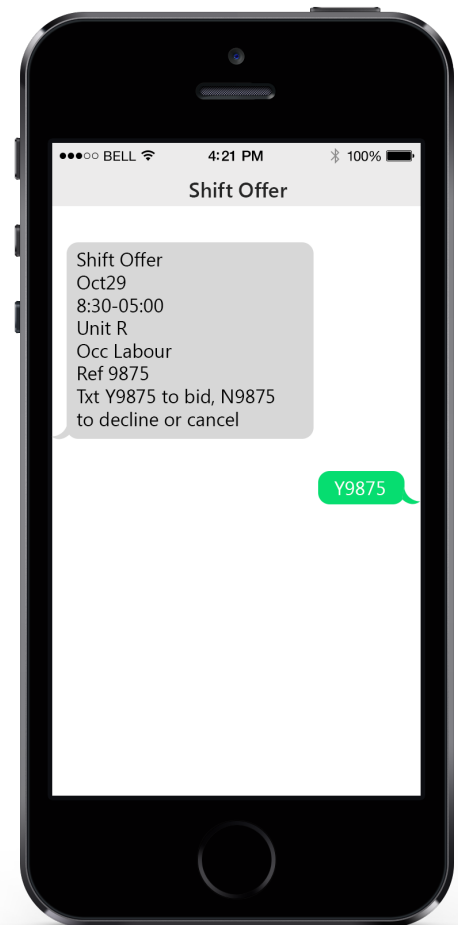 BELL 4:21 PM 100%
Shift Offer
Shift Offer
Oct29
8:30-05:00
Unit R
Occ Labour
Ref 9875
Txt Y9875 to bid, N9875
to decline or cancel
Y9875